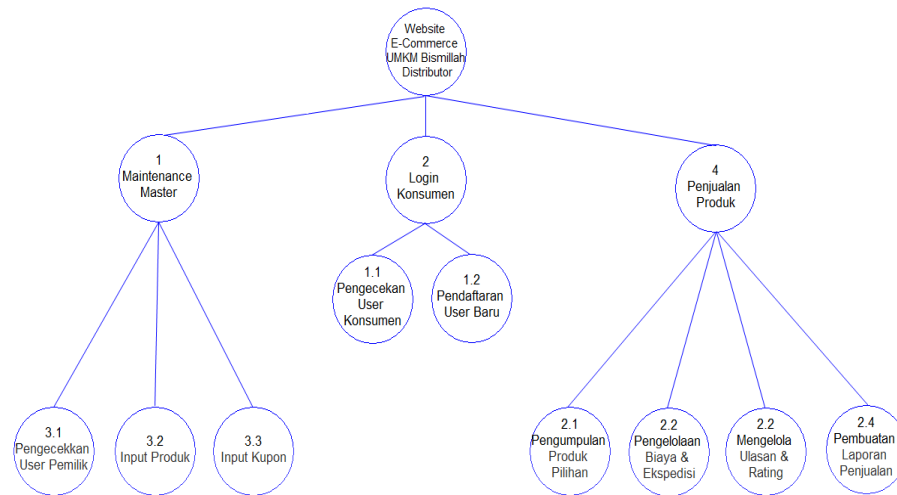 Website
E-Commerce
UMKM Bismillah
Distributor
1
Maintenance
Master
2
Login
Konsumen
4
Penjualan
Produk
1.1
Pengecekan
User
Konsumen
1.2
Pendaftaran
User Baru
3.1
Pengecekkan
User Pemilik
3.2
Input Produk
3.3
Input Kupon
2.1
Pengumpulan
Produk
Pilihan
2.2
Pengelolaan
Biaya &
Ekspedisi
2.2
Mengelola
Ulasan &
Rating
2.4
Pembuatan
Laporan
Penjualan